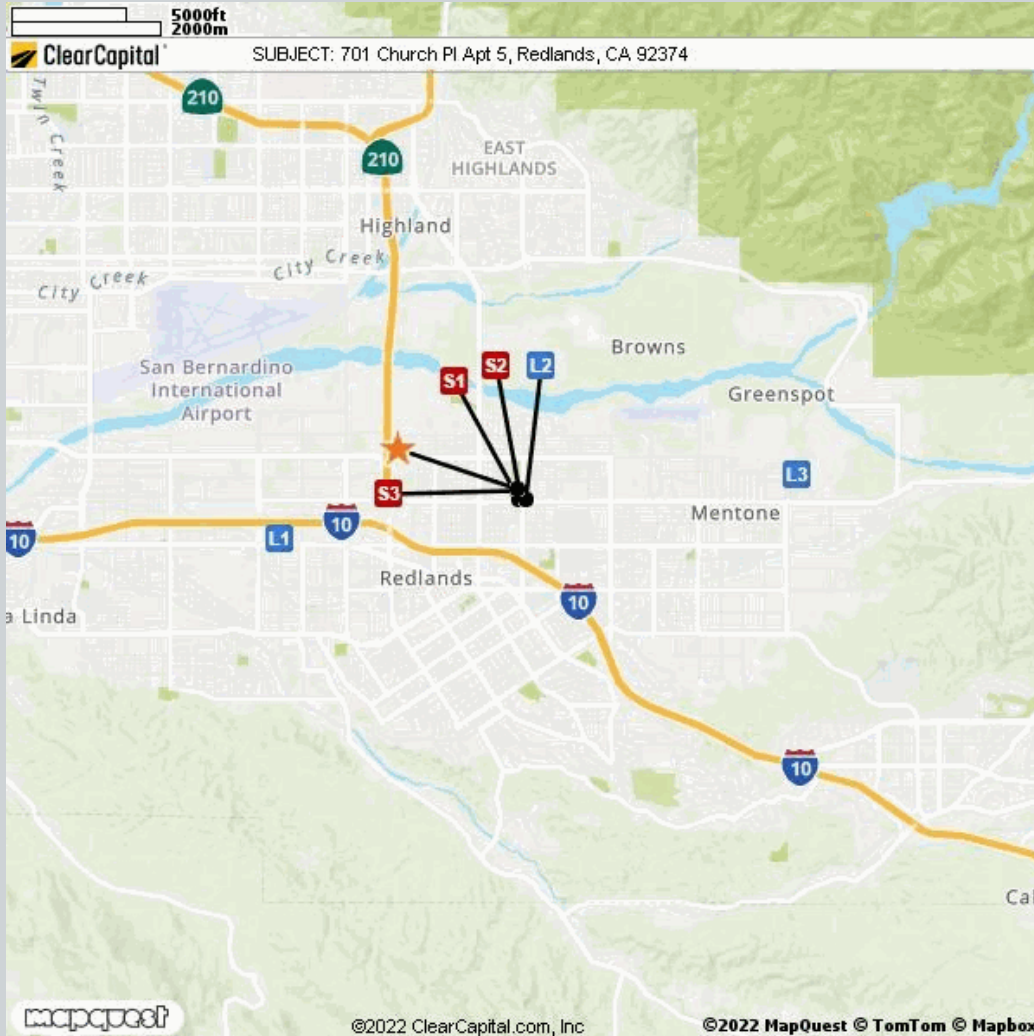 5000ft
2000m
ClearCapital
SUBJECT: 701 Church Pl Apt 5, Redlands, CA 92374
Twin Creek
210
210
EAST
HIGHLANDS
Highland
City Creek
City Creek
San Bernardino
International
Airport
Browns
Greenspot
S1
S2
L2
S3
L3
Mentone
10
10
L1
Redlands
10
a Linda
10
Cal
mapquest
©2022 ClearCapital.com, Inc
©2022 MapQuest © TomTom © Mapbox